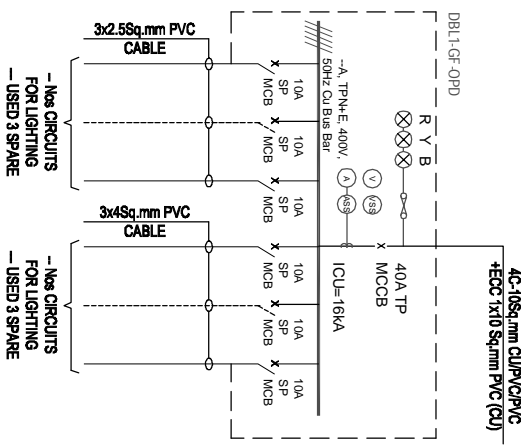 4C-10Sq.mm CU/PVC/PVC
+ECC 1x10 Sq.mm PVC (CU)
DBL1-GF-OPD
R Y B
40A TP
MCCB
V
VSS
A
ASS
ICU=16kA
--A, TPN+E, 400V,
50Hz Cu Bus Bar
10A
SP
MCB
10A
SP
MCB
10A
SP
MCB
10A
SP
MCB
10A
SP
MCB
10A
SP
MCB
3x2.5Sq.mm PVC
CABLE
3x4Sq.mm PVC
CABLE
– Nos CIRCUITS
FOR LIGHTING
— USED 3 SPARE
– Nos CIRCUITS
FOR LIGHTING
— USED 3 SPARE